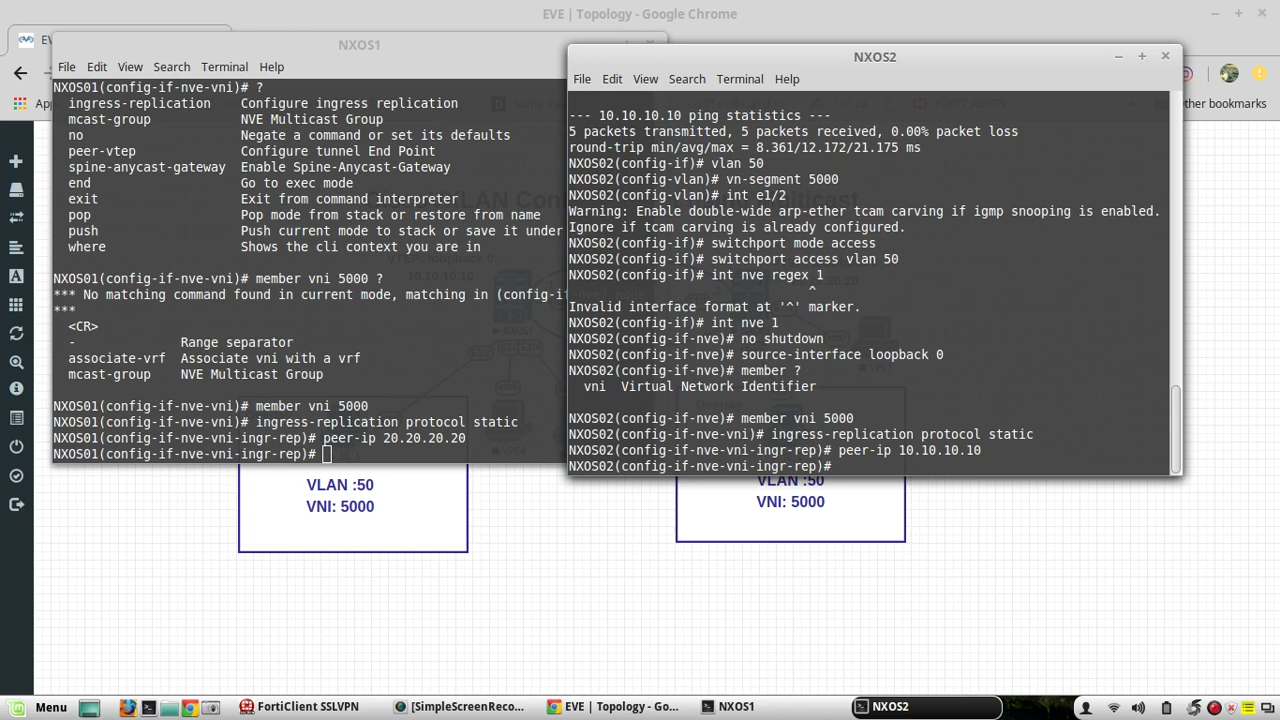 EVE | Topology - Google Chrome
EV
NXOS1
File Edit View Search Terminal Help
NXOS01(config-if-nve-vni)# ?
ingress-replication Configure ingress replication
mcast-group NVE Multicast Group
no Negate a command or set its defaults
peer-vtep Configure tunnel End Point
spine-anycast-gateway Enable Spine-Anycast-Gateway
end Go to exec mode
exit Exit from command interpreter
pop Pop mode from stack or restore from name
push Push current mode to stack or save it under
where Shows the cli context you are in
NXOS01(config-if-nve-vni)# member vni 5000 ?
*** No matching command found in current mode, matching in (config-if
***
<CR>
- Range separator
associate-vrf Associate vni with a vrf
mcast-group NVE Multicast Group
NXOS01(config-if-nve-vni)# member vni 5000
NXOS01(config-if-nve-vni)# ingress-replication protocol static
NXOS01(config-if-nve-vni-ingr-rep)# peer-ip 20.20.20.20
NXOS01(config-if-nve-vni-ingr-rep)#
NXOS2
File Edit View Search Terminal Help
--- 10.10.10.10 ping statistics ---
5 packets transmitted, 5 packets received, 0.00% packet loss
round-trip min/avg/max = 8.361/12.172/21.175 ms
NXOS02(config-if)# vlan 50
NXOS02(config-vlan)# vn-segment 5000
NXOS02(config-vlan)# int e1/2
Warning: Enable double-wide arp-ether tcam carving if igmp snooping is enabled.
Ignore if tcam carving is already configured.
NXOS02(config-if)# switchport mode access
NXOS02(config-if)# switchport access vlan 50
NXOS02(config-if)# int nve regex 1
^
Invalid interface format at '^' marker.
NXOS02(config-if)# int nve 1
NXOS02(config-if-nve)# no shutdown
NXOS02(config-if-nve)# source-interface loopback 0
NXOS02(config-if-nve)# member ?
vni Virtual Network Identifier
NXOS02(config-if-nve)# member vni 5000
NXOS02(config-if-nve-vni)# ingress-replication protocol static
NXOS02(config-if-nve-vni-ingr-rep)# peer-ip 10.10.10.10
NXOS02(config-if-nve-vni-ingr-rep)#
App
ther bookmarks
VLAN :50
VNI: 5000
VLAN :50
VNI: 5000
Menu
FortiClient SSLVPN
[SimpleScreenReco...
EVE | Topology - Go...
NXOS1
NXOS2